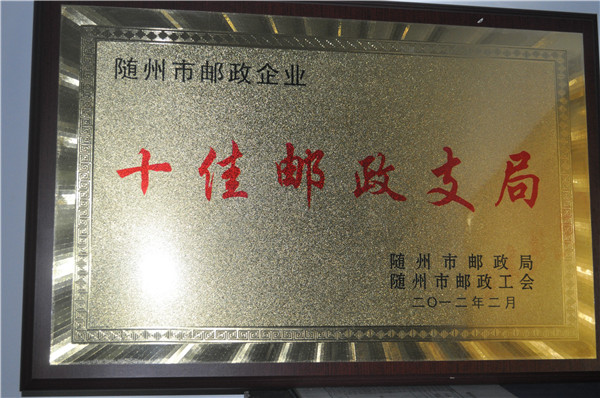 随州市邮政企业
十佳邮政支局
随州市邮政局
随州市邮政工会
二〇一二年二月